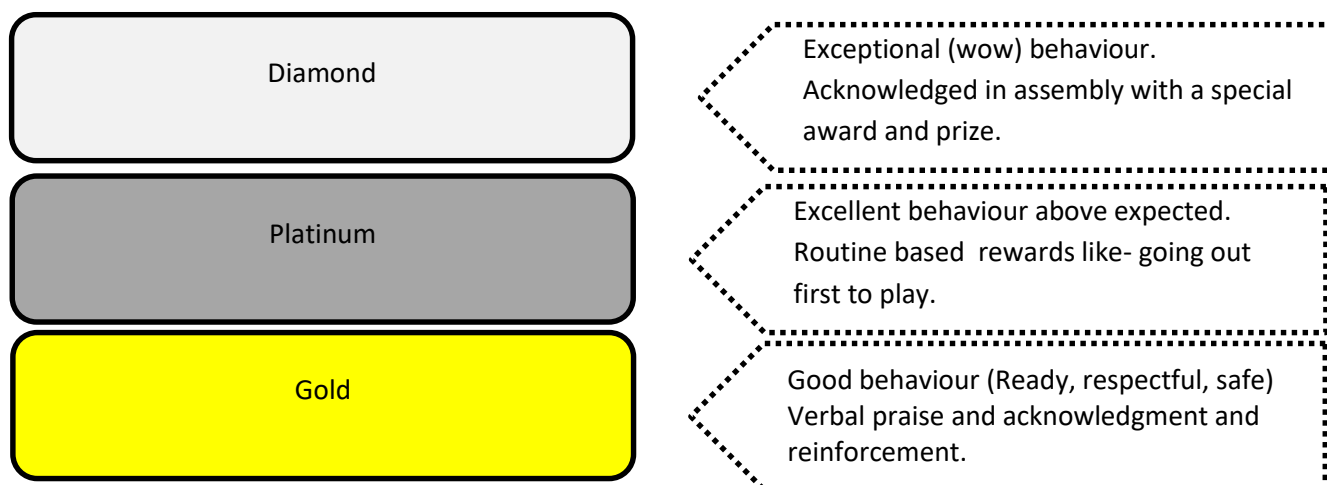 Diamond
Exceptional (wow) behaviour.
Acknowledged in assembly with a special
award and prize.
Platinum
Excellent behaviour above expected.
Routine based  rewards like- going out
first to play.
Gold
Good behaviour (Ready, respectful, safe)
Verbal praise and acknowledgment and
reinforcement.